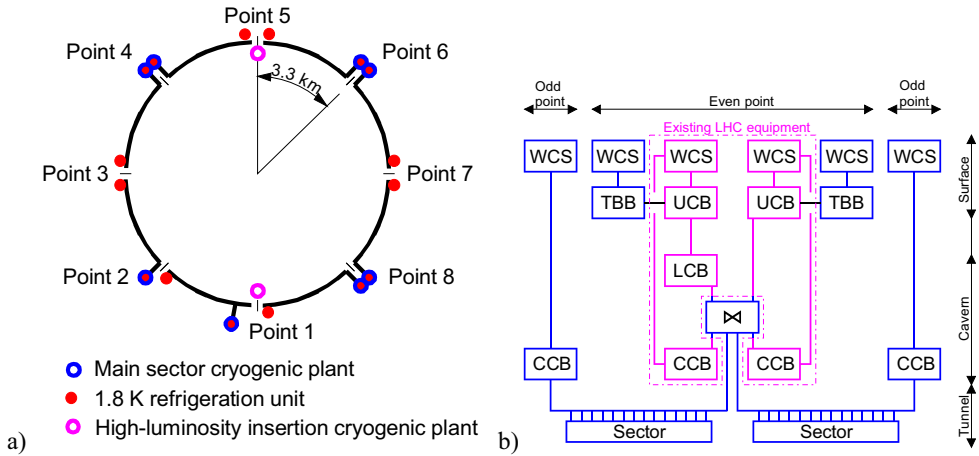 Point 5
Point 4
Point 6
3.3 km
Point 3
Point 7
Point 2
Point 8
Point 1
Main sector cryogenic plant
1.8 K refrigeration unit
High-luminosity insertion cryogenic plant
a)
Odd point
Even point
Odd point
Existing LHC equipment
WCS WCS WCS WCS WCS WCS
TBB UCB UCB TBB
LCB
CCB CCB CCB CCB
Sector Sector
Surface
Cavern
Tunnel
b)